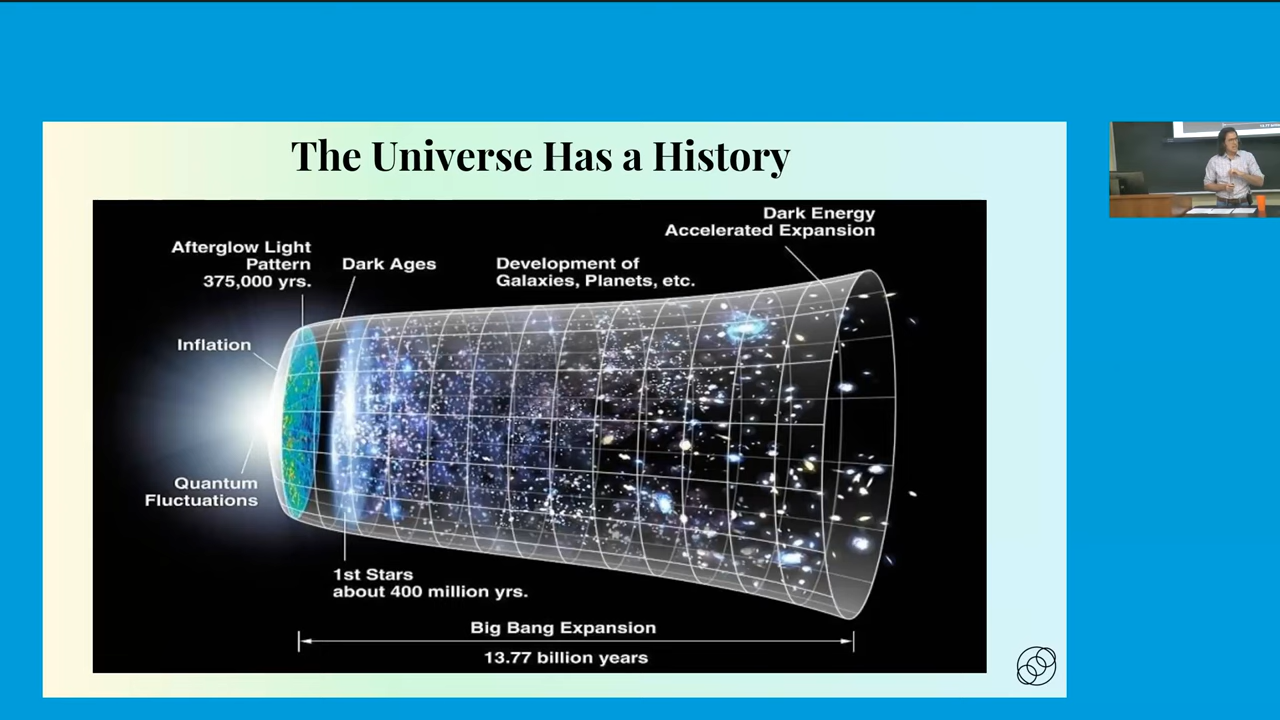 The Universe Has a History
Dark Energy
Accelerated Expansion
Afterglow Light
Pattern
375,000 yrs.
Dark Ages
Development of
Galaxies, Planets, etc.
Inflation
Quantum
Fluctuations
1st Stars
about 400 million yrs.
Big Bang Expansion
13.77 billion years